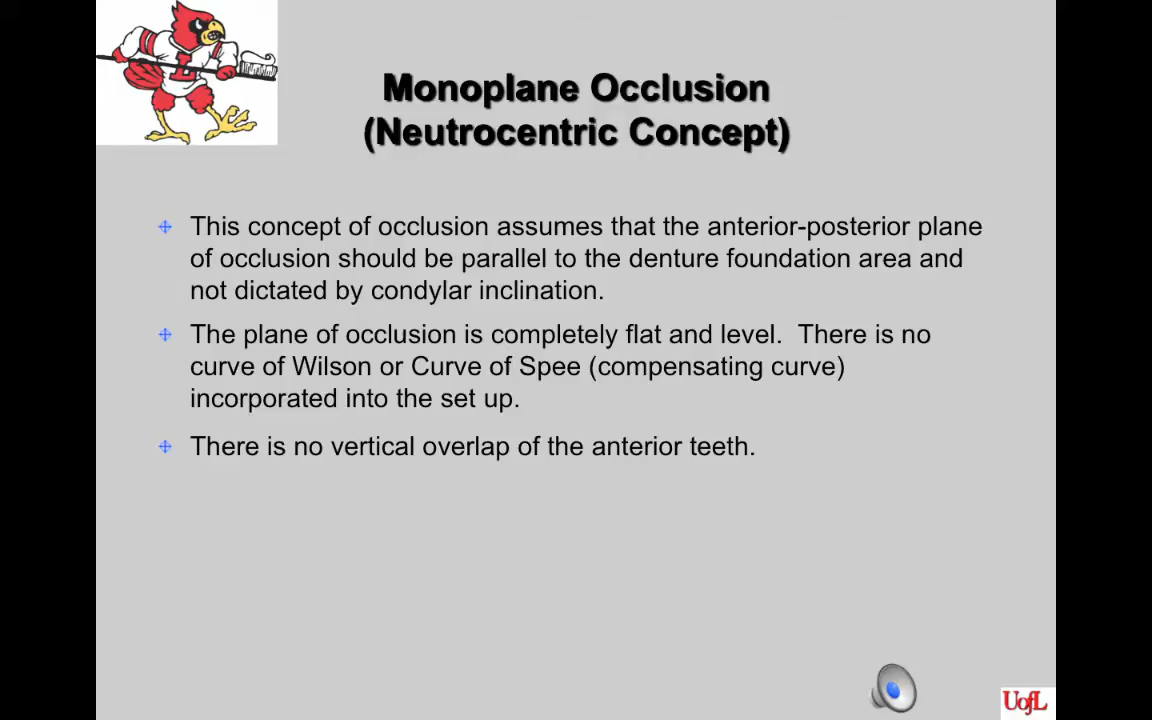 Monoplane Occlusion
(Neutrocentric Concept)
This concept of occlusion assumes that the anterior-posterior plane
of occlusion should be parallel to the denture foundation area and
not dictated by condylar inclination.
The plane of occlusion is completely flat and level.  There is no
curve of Wilson or Curve of Spee (compensating curve)
incorporated into the set up.
There is no vertical overlap of the anterior teeth.
UofL